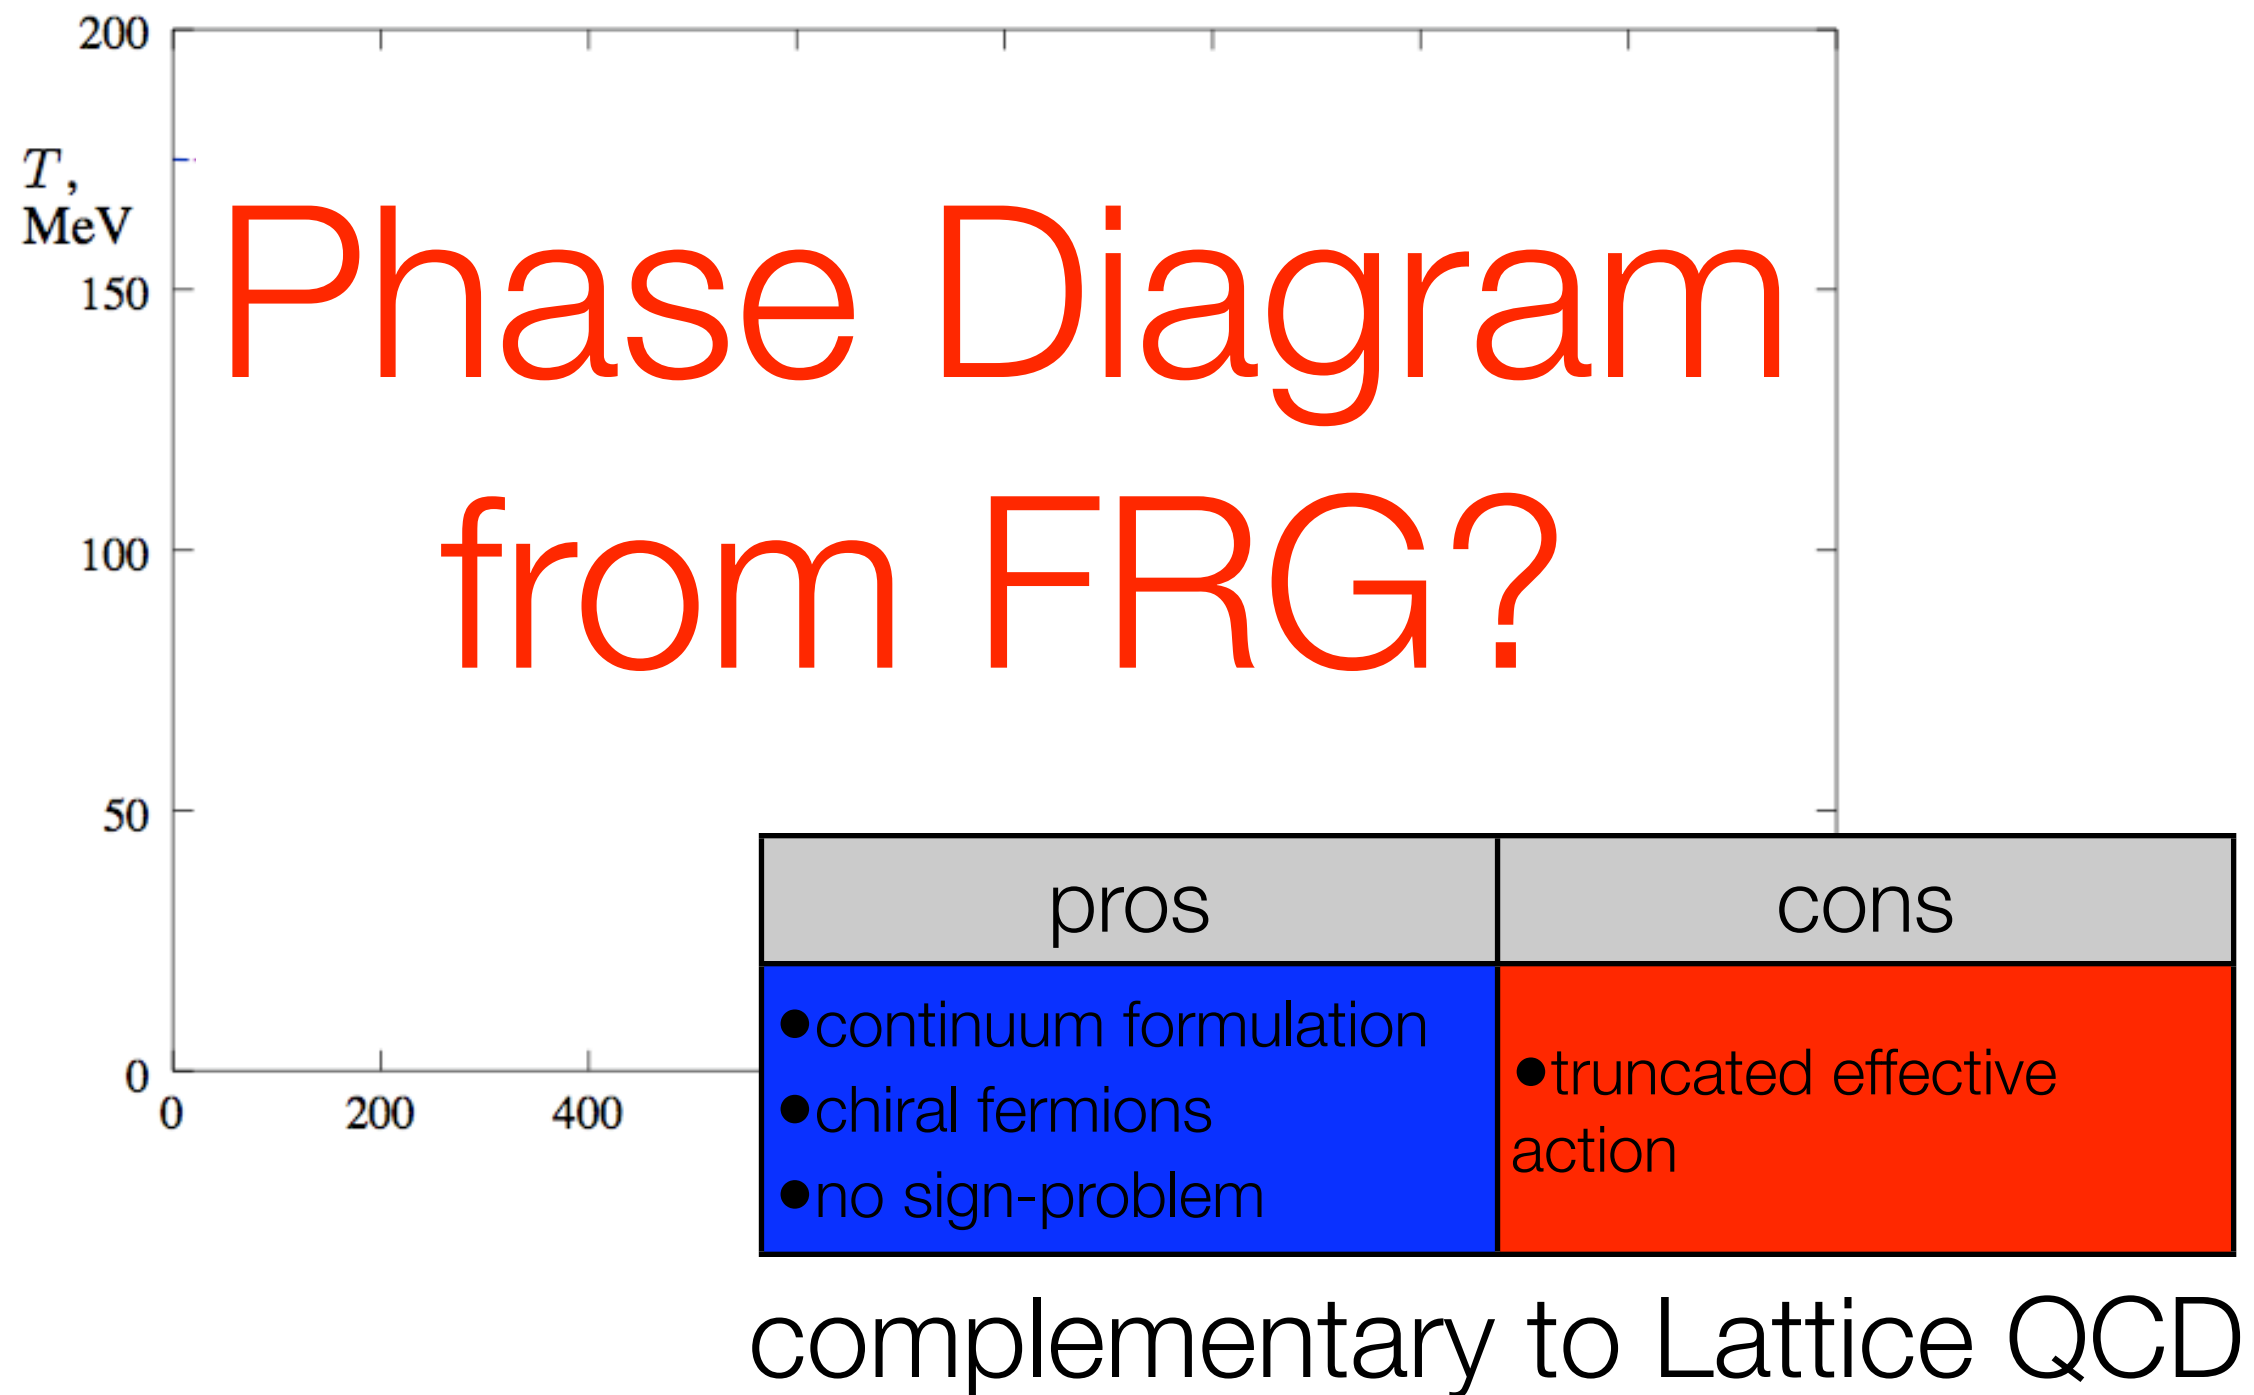 200
T,
MeV
150
100
50
0
0 200 400
Phase Diagram
from FRG?
pros cons
●continuum formulation
●chiral fermions
●no sign-problem
●truncated effective
action
complementary to Lattice QCD